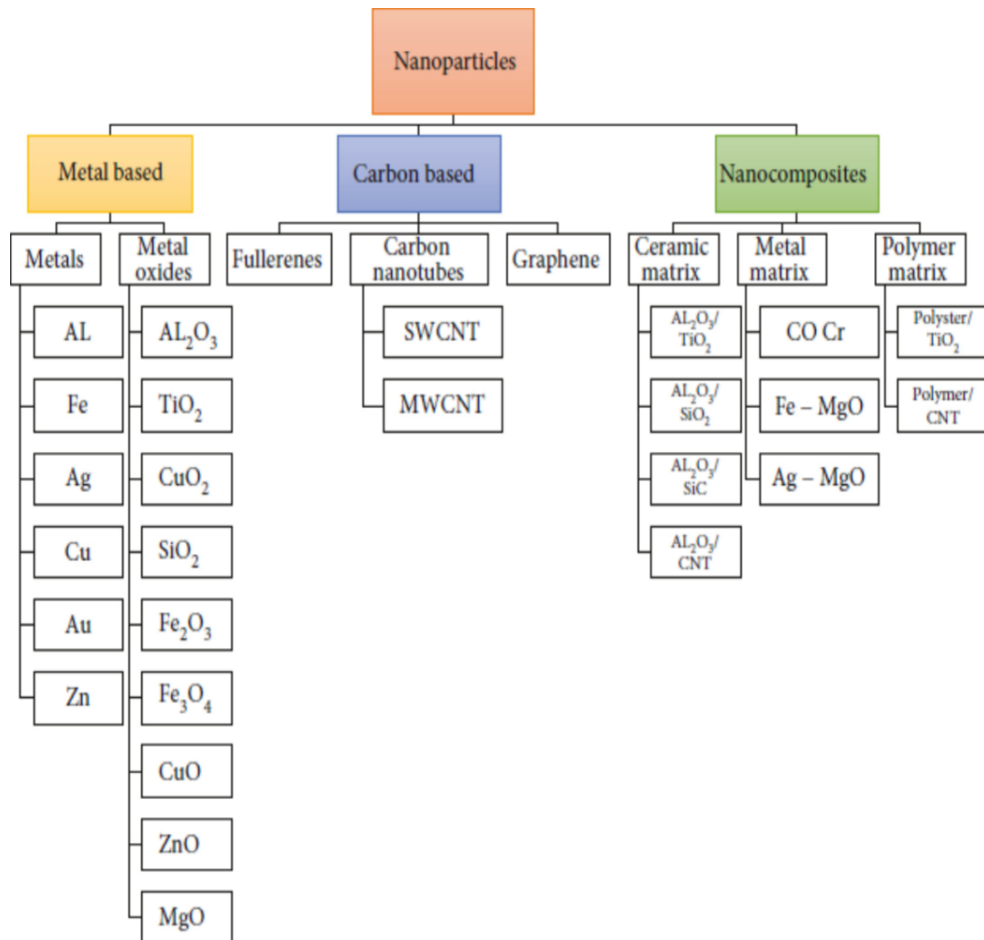 Nanoparticles
Metal based
Carbon based
Nanocomposites
Metals
Metal
oxides
Fullerenes
Carbon
nanotubes
Graphene
Ceramic
matrix
Metal
matrix
Polymer
matrix
AL
Fe
Ag
Cu
Au
Zn
AL₂O₃
TiO₂
CuO₂
SiO₂
Fe₂O₃
Fe₃O₄
CuO
ZnO
MgO
SWCNT
MWCNT
AL₂O₃/
TiO₂
AL₂O₃/
SiO₂
AL₂O₃/
SiC
AL₂O₃/
CNT
CO Cr
Fe – MgO
Ag – MgO
Polyster/
TiO₂
Polymer/
CNT